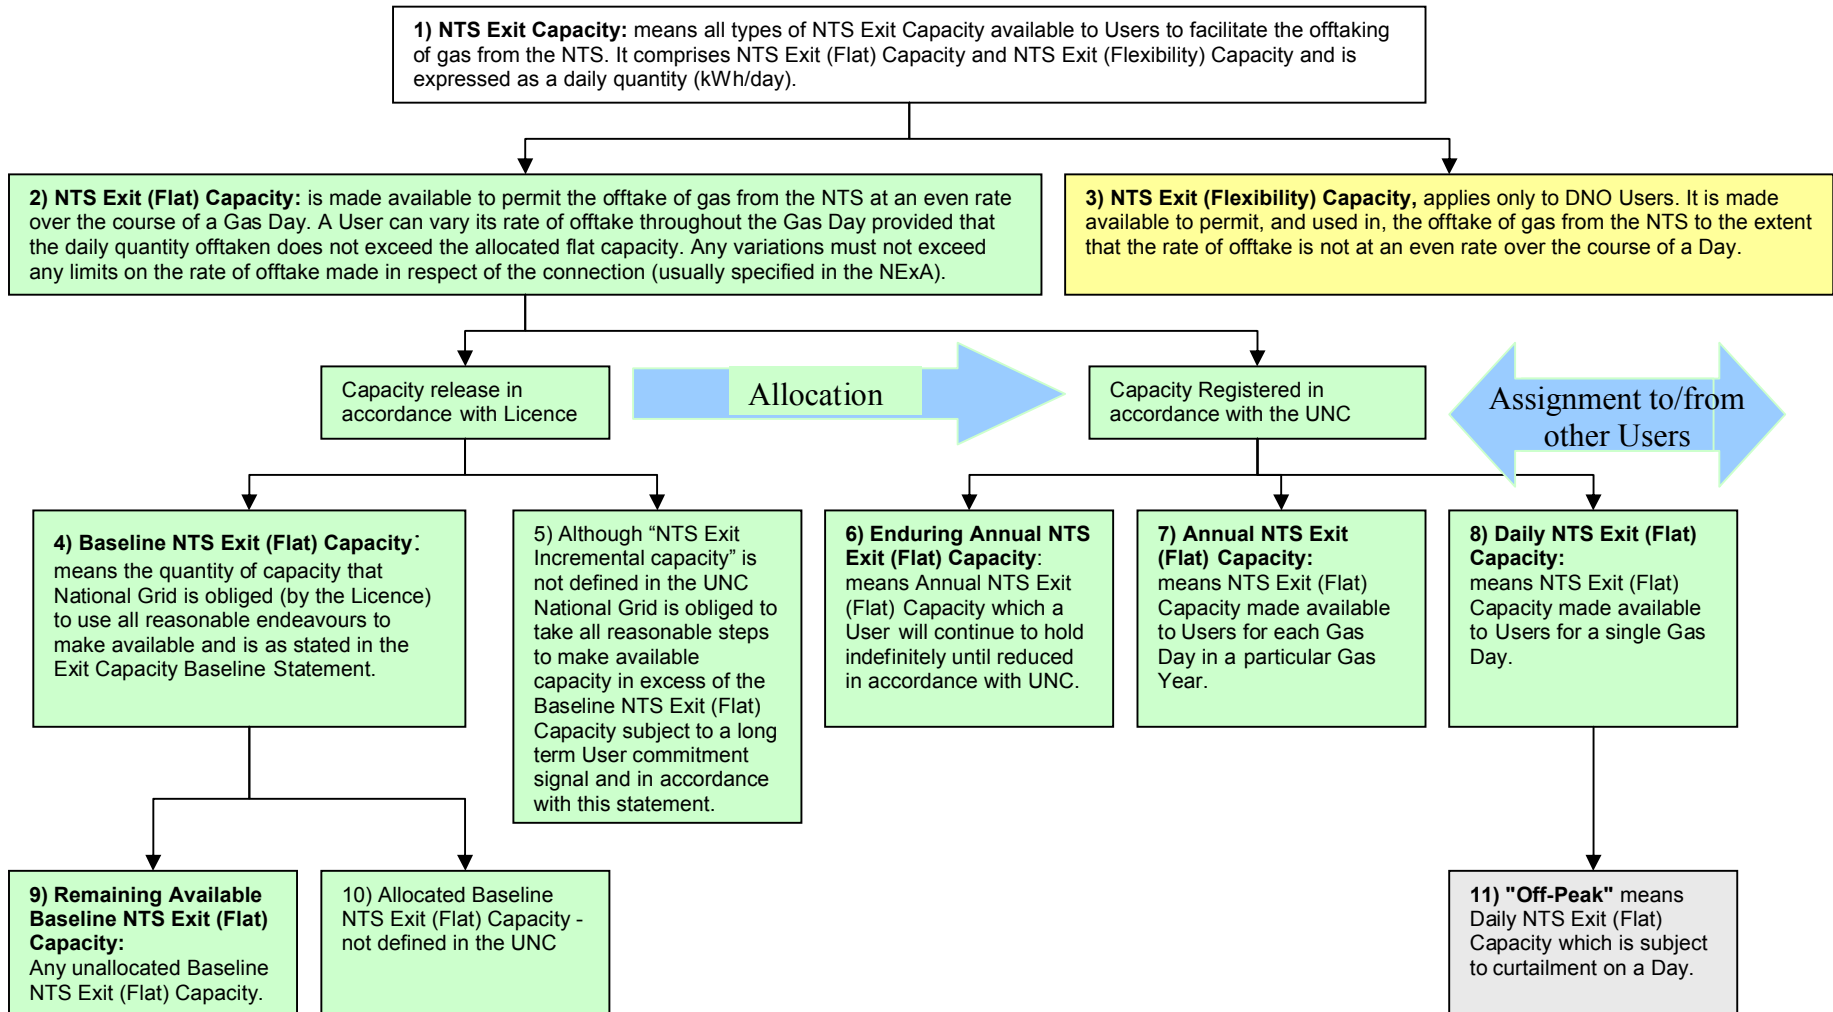 1) NTS Exit Capacity: means all types of NTS Exit Capacity available to Users to facilitate the offtaking
of gas from the NTS. It comprises NTS Exit (Flat) Capacity and NTS Exit (Flexibility) Capacity and is
expressed as a daily quantity (kWh/day).
2) NTS Exit (Flat) Capacity: is made available to permit the offtake of gas from the NTS at an even rate
over the course of a Gas Day. A User can vary its rate of offtake throughout the Gas Day provided that
the daily quantity offtaken does not exceed the allocated flat capacity. Any variations must not exceed
any limits on the rate of offtake made in respect of the connection (usually specified in the NExA).
3) NTS Exit (Flexibility) Capacity, applies only to DNO Users. It is made
available to permit, and used in, the offtake of gas from the NTS to the extent
that the rate of offtake is not at an even rate over the course of a Day.
Capacity release in
accordance with Licence
Allocation
Capacity Registered in
accordance with the UNC
Assignment to/from
other Users
4) Baseline NTS Exit (Flat) Capacity:
means the quantity of capacity that
National Grid is obliged (by the Licence)
to use all reasonable endeavours to
make available and is as stated in the
Exit Capacity Baseline Statement.
5) Although “NTS Exit
Incremental capacity” is
not defined in the UNC
National Grid is obliged to
take all reasonable steps
to make available
capacity in excess of the
Baseline NTS Exit (Flat)
Capacity subject to a long
term User commitment
signal and in accordance
with this statement.
6) Enduring Annual NTS
Exit (Flat) Capacity:
means Annual NTS Exit
(Flat) Capacity which a
User will continue to hold
indefinitely until reduced
in accordance with UNC.
7) Annual NTS Exit
(Flat) Capacity:
means NTS Exit (Flat)
Capacity made available
to Users for each Gas
Day in a particular Gas
Year.
8) Daily NTS Exit (Flat)
Capacity:
means NTS Exit (Flat)
Capacity made available
to Users for a single Gas
Day.
9) Remaining Available
Baseline NTS Exit (Flat)
Capacity:
Any unallocated Baseline
NTS Exit (Flat) Capacity.
10) Allocated Baseline
NTS Exit (Flat) Capacity -
not defined in the UNC
11) "Off-Peak" means
Daily NTS Exit (Flat)
Capacity which is subject
to curtailment on a Day.